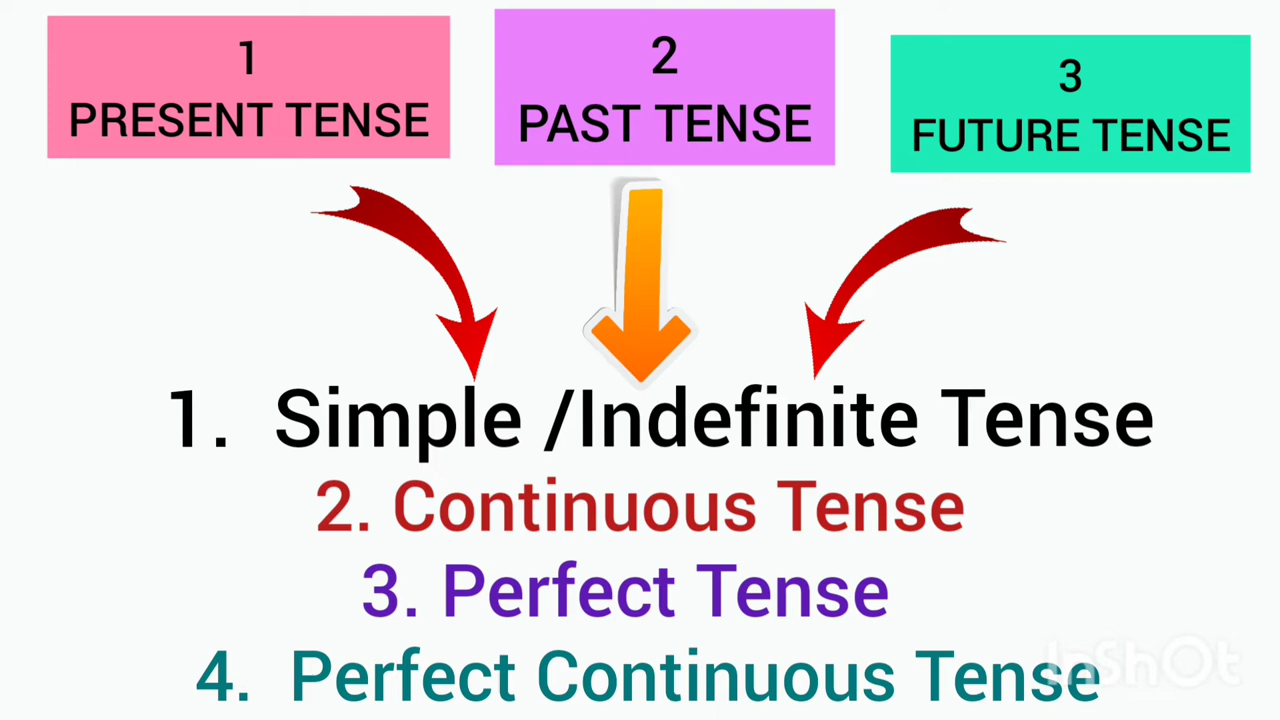 1
PRESENT TENSE
2
PAST TENSE
3
FUTURE TENSE
1. Simple /Indefinite Tense
2. Continuous Tense
3. Perfect Tense
4. Perfect Continuous Tense
InShOt